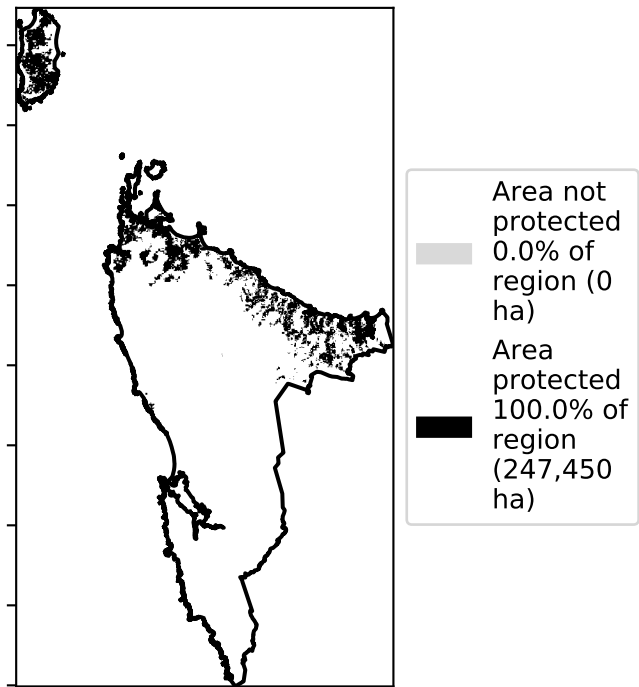 Area not
protected
0.0% of
region (0
ha)
Area
protected
100.0% of
region
(247,450
ha)